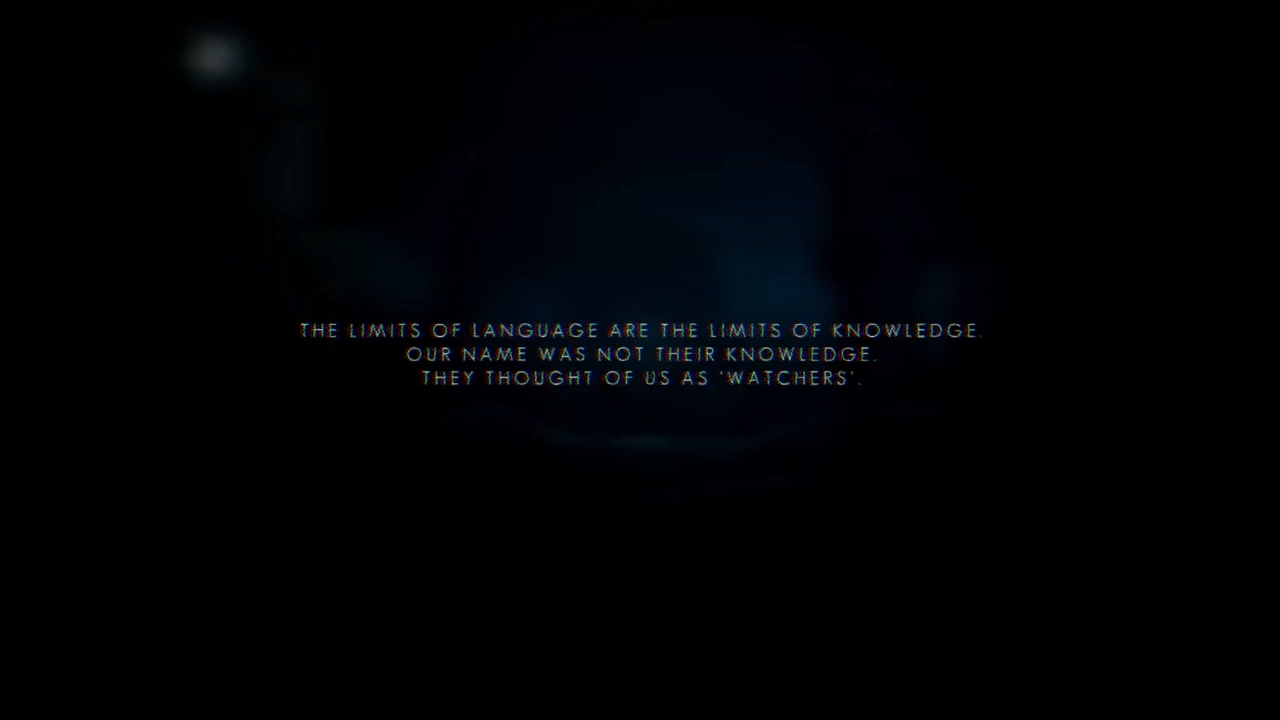 THE LIMITS OF LANGUAGE ARE THE LIMITS OF KNOWLEDGE.
OUR NAME WAS NOT THEIR KNOWLEDGE.
THEY THOUGHT OF US AS 'WATCHERS'.